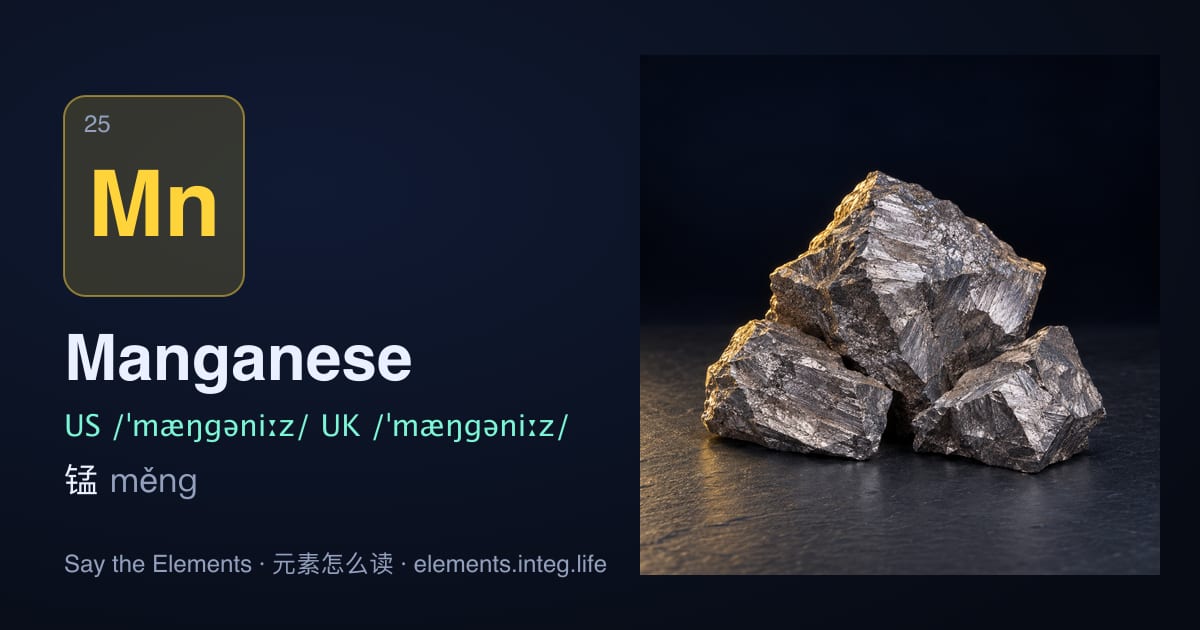 25
Mn
Manganese
US /ˈmæŋɡəniːz/ UK /ˈmæŋɡəniːz/
锰 měng
Say the Elements · 元素怎么读 · elements.integ.life